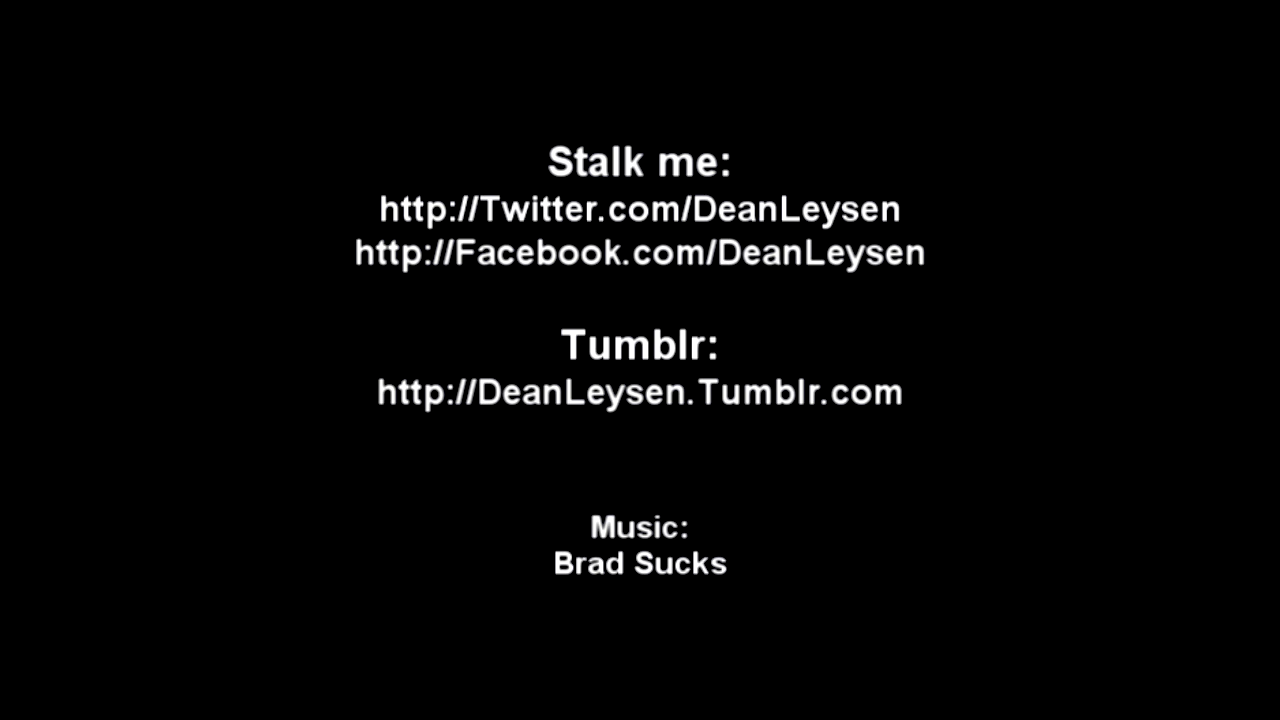 Stalk me:
http://Twitter.com/DeanLeysen
http://Facebook.com/DeanLeysen
Tumblr:
http://DeanLeysen.Tumblr.com
Music:
Brad Sucks